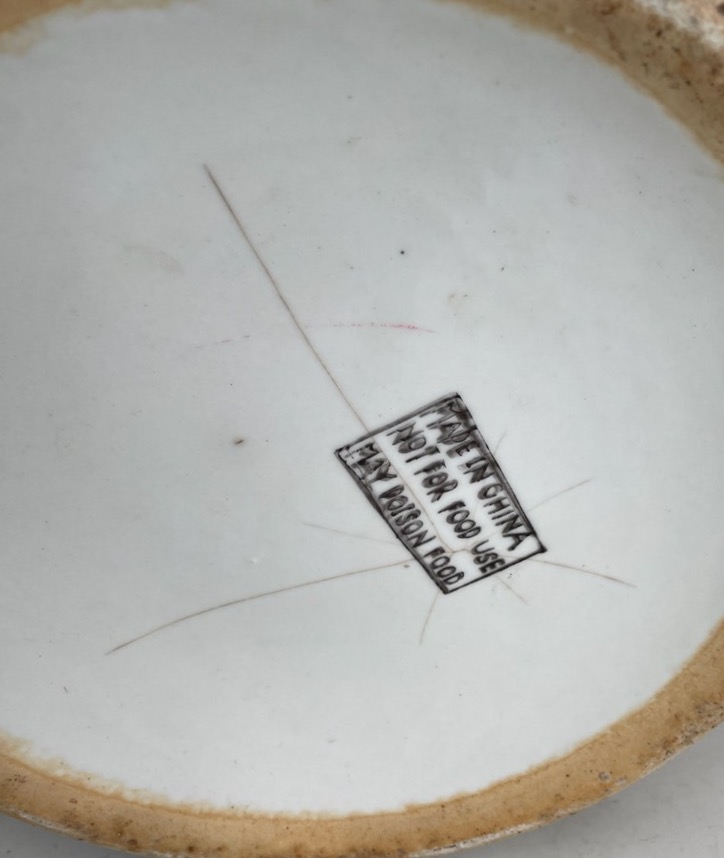 MADE IN CHINA
NOT FOR FOOD USE
MAY POISON FOOD